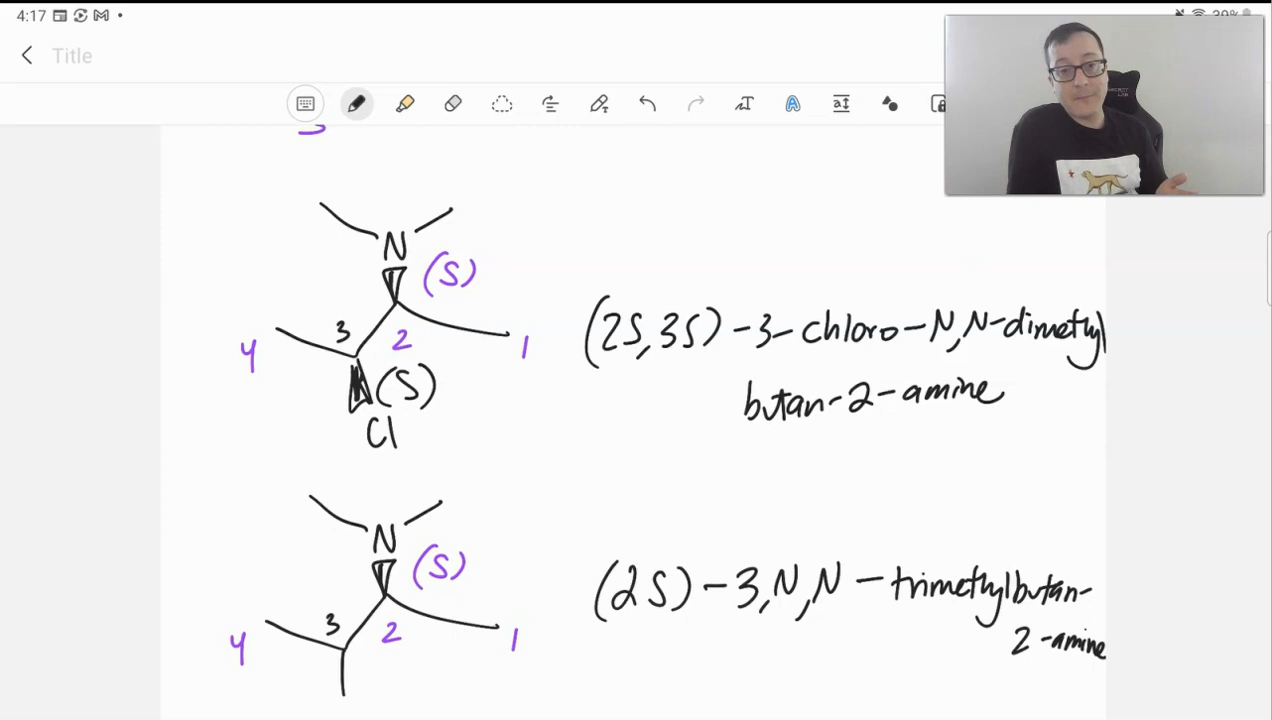 4:17
39%
Title
N
(S)
3
2
4
1
(S)
Cl
(2S,3S)-3-chloro-N,N-dimethyl
butan-2-amine
N
(S)
3
2
4
1
(2S)-3,N,N-trimethylbutan-
2-amine